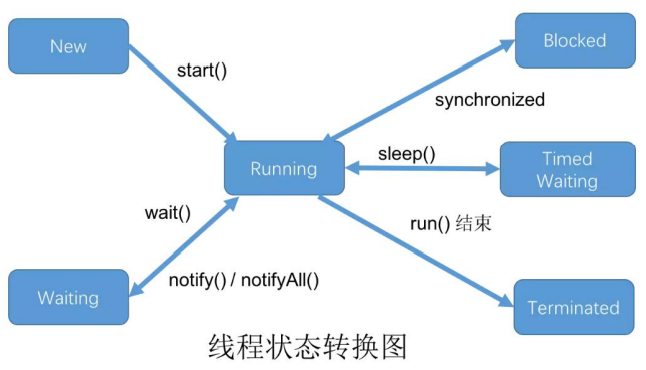 New
Blocked
start()
synchronized
Running
sleep()
Timed
Waiting
wait()
run() 结束
notify() / notifyAll()
Waiting
Terminated
线程状态转换图